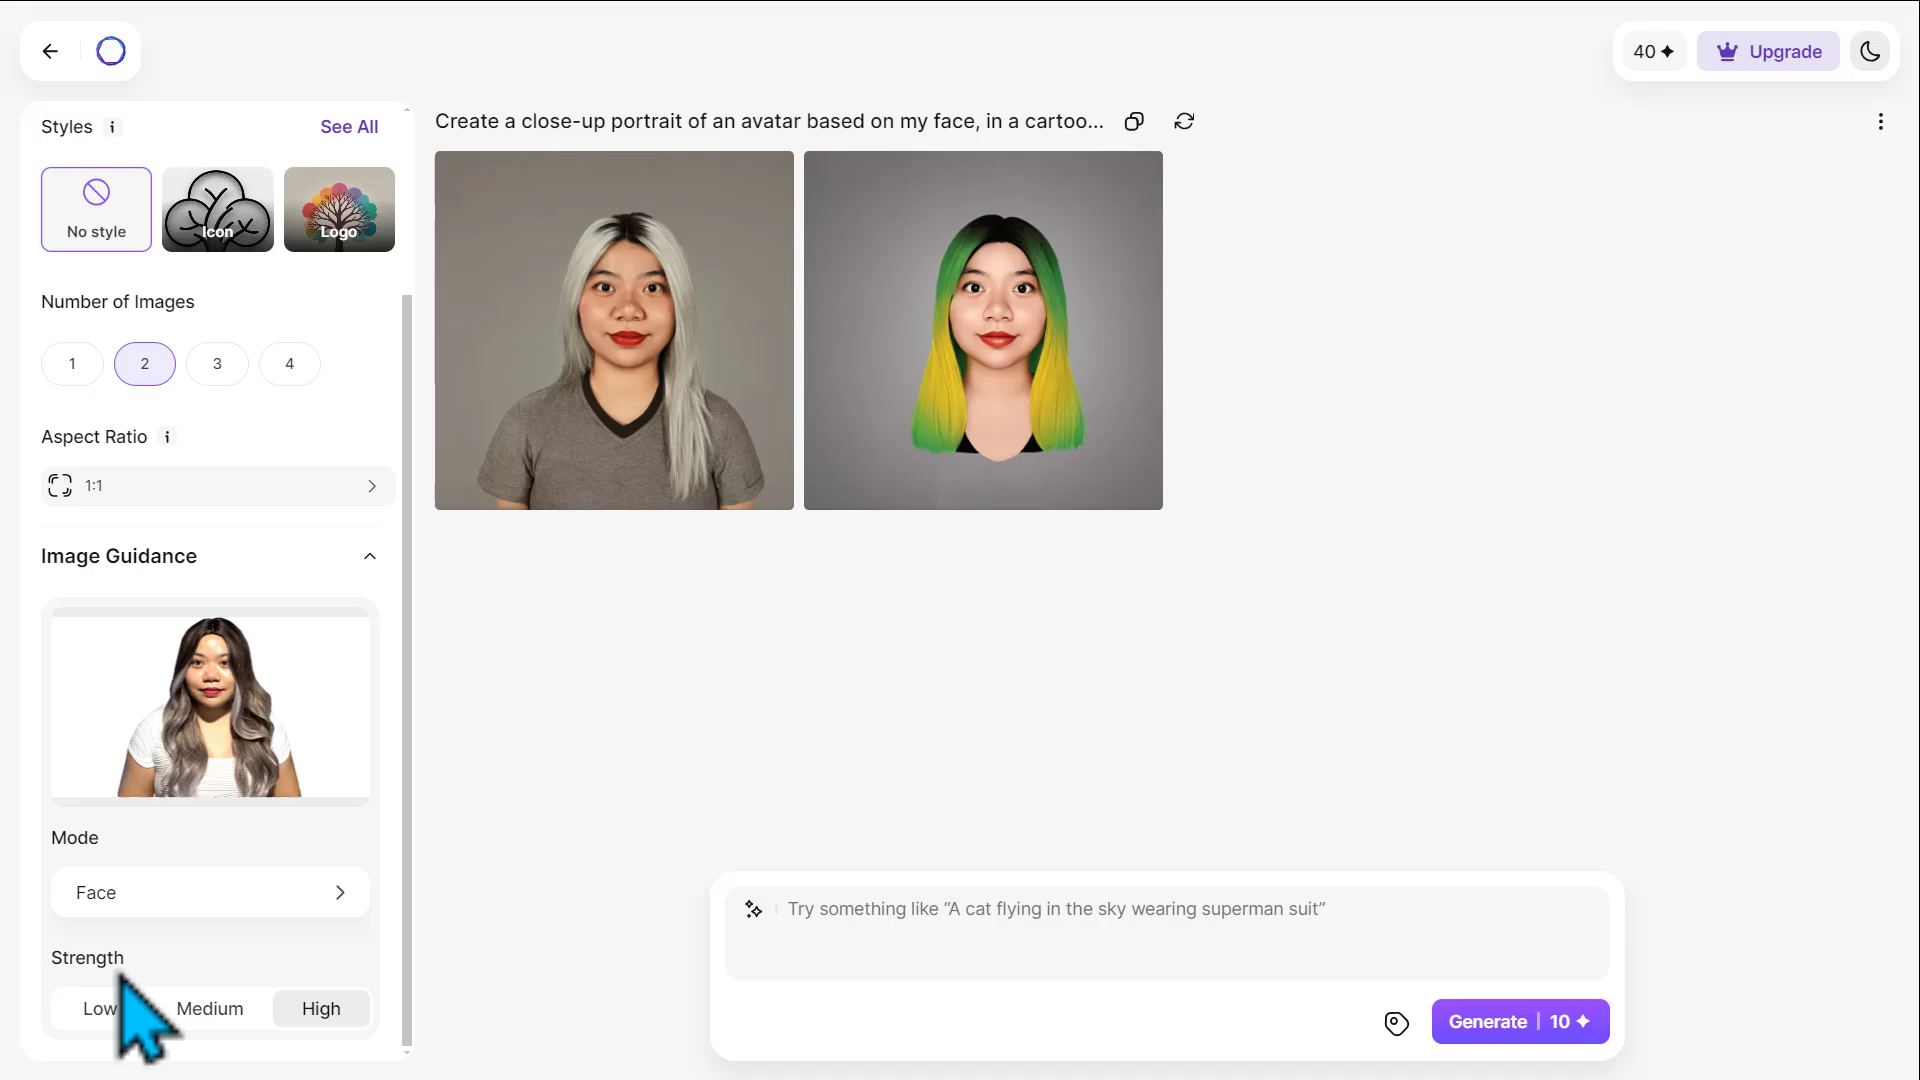 40
Upgrade
Styles i
See All
No style
Icon
Logo
Number of Images
1
2
3
4
Aspect Ratio i
1:1
Image Guidance
Mode
Face
Strength
Low
Medium
High
Create a close-up portrait of an avatar based on my face, in a cartoo...
Try something like “A cat flying in the sky wearing superman suit”
Generate | 10